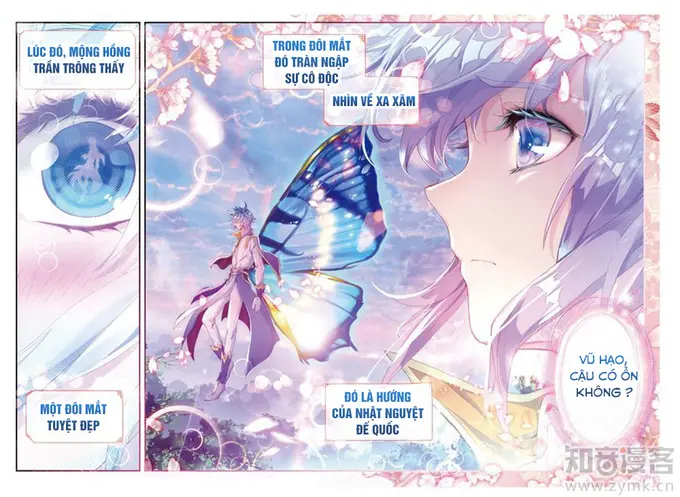 LÚC ĐÓ, MỘNG HỒNG
TRẦN TRÔNG THẤY
MỘT ĐÔI MẮT
TUYỆT ĐẸP
TRONG ĐÔI MẮT
ĐÓ TRÀN NGẬP
SỰ CÔ ĐỘC
NHÌN VỀ XA XĂM
ĐÓ LÀ HƯỚNG
CỦA NHẬT NGUYỆT
ĐẾ QUỐC
VŨ HẠO,
CẬU CÓ ỔN
KHÔNG ?
知音漫客
www.zymk.cn